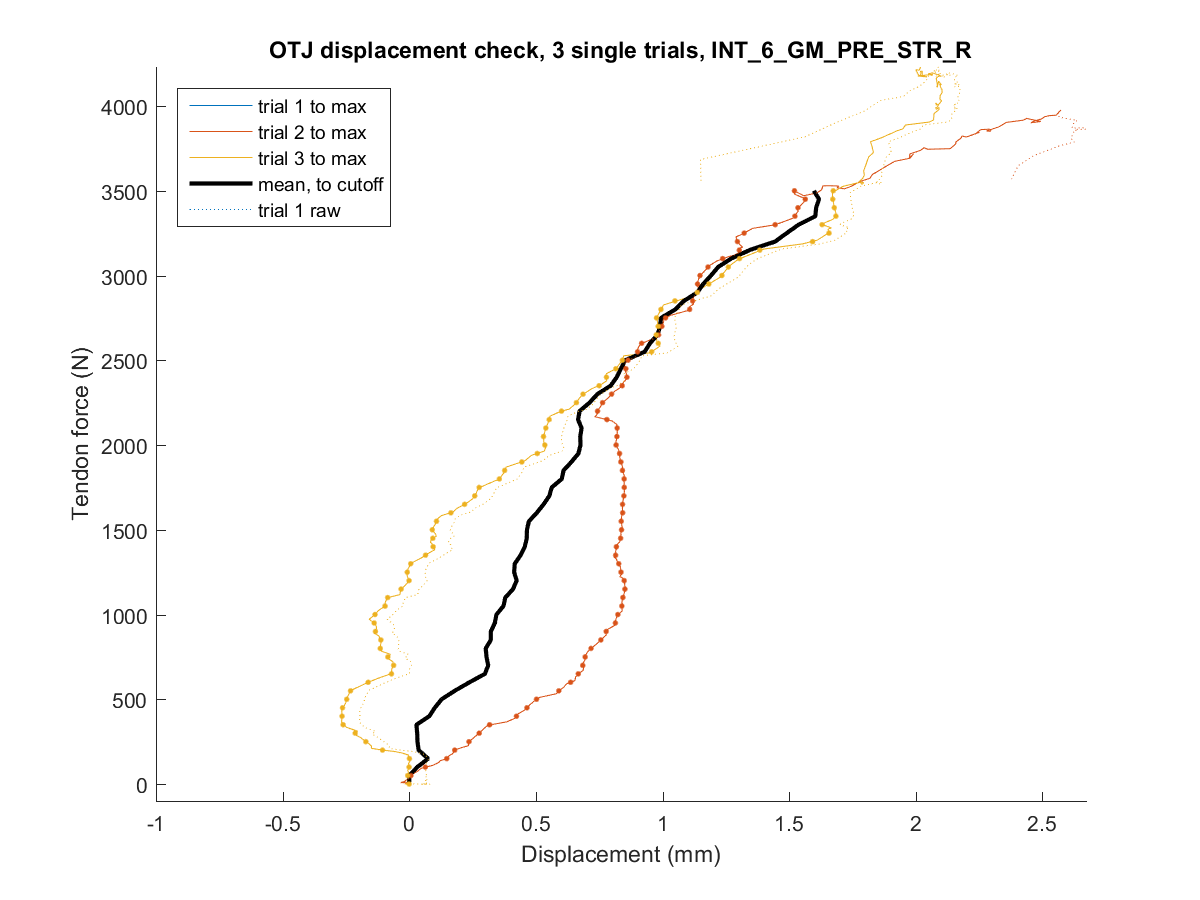 OTJ displacement check, 3 single trials, INT_6_GM_PRE_STR_R
trial 1 to max
trial 2 to max
trial 3 to max
mean, to cutoff
trial 1 raw
Tendon force (N)
4000
3500
3000
2500
2000
1500
1000
500
0
-1
-0.5
0
0.5
1
1.5
2
2.5
Displacement (mm)